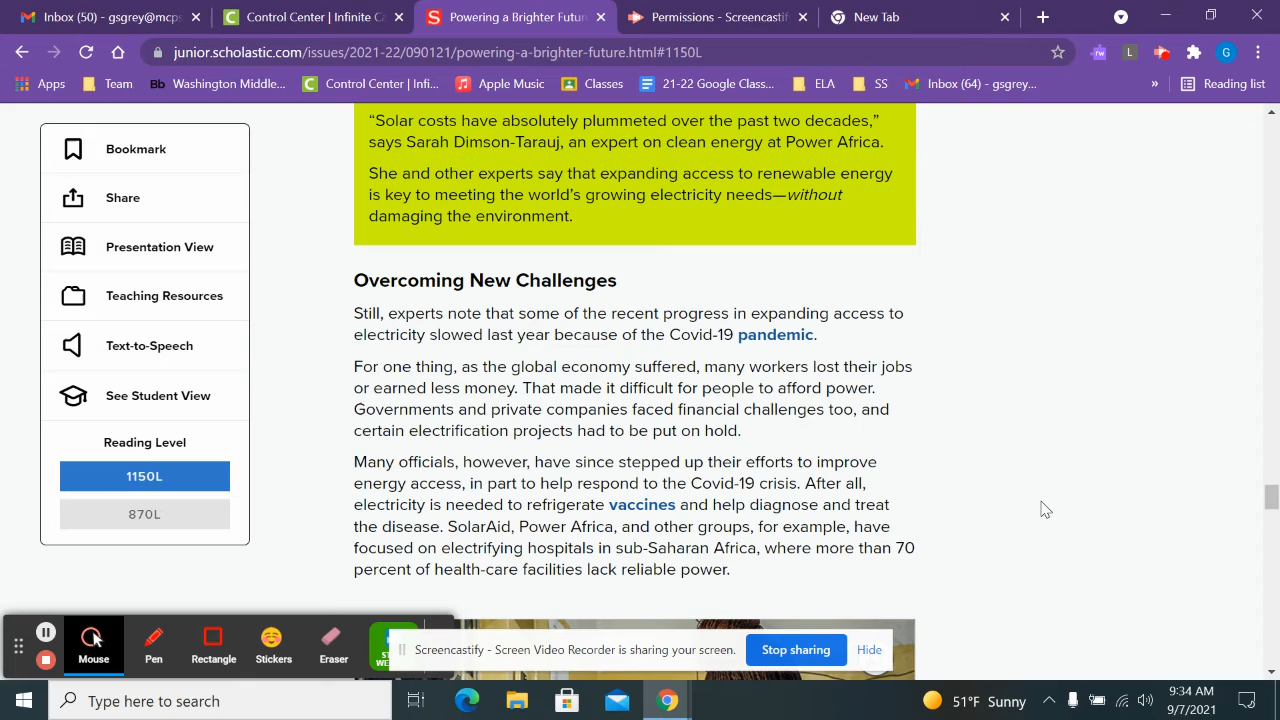 Inbox (50) - gsgrey@mcps
Control Center | Infinite C
Powering a Brighter Futur
Permissions - Screencastif
New Tab
junior.scholastic.com/issues/2021-22/090121/powering-a-brighter-future.html#1150L
G
Apps
Team
Washington Middle...
Control Center | Infi...
Apple Music
Classes
21-22 Google Class...
ELA
SS
Inbox (64) - gsgrey...
»
Reading list
Bookmark
Share
Presentation View
Teaching Resources
Text-to-Speech
See Student View
Reading Level
1150L
870L
“Solar costs have absolutely plummeted over the past two decades,”
says Sarah Dimson-Tarauj, an expert on clean energy at Power Africa.
She and other experts say that expanding access to renewable energy
is key to meeting the world’s growing electricity needs—without
damaging the environment.
Overcoming New Challenges
Still, experts note that some of the recent progress in expanding access to
electricity slowed last year because of the Covid-19 pandemic.
For one thing, as the global economy suffered, many workers lost their jobs
or earned less money. That made it difficult for people to afford power.
Governments and private companies faced financial challenges too, and
certain electrification projects had to be put on hold.
Many officials, however, have since stepped up their efforts to improve
energy access, in part to help respond to the Covid-19 crisis. After all,
electricity is needed to refrigerate vaccines and help diagnose and treat
the disease. SolarAid, Power Africa, and other groups, for example, have
focused on electrifying hospitals in sub-Saharan Africa, where more than 70
percent of health-care facilities lack reliable power.
Mouse
Pen
Rectangle
Stickers
Eraser
Screencastify - Screen Video Recorder is sharing your screen.
Stop sharing
Hide
Type here to search
51°F Sunny
9:34 AM
9/7/2021